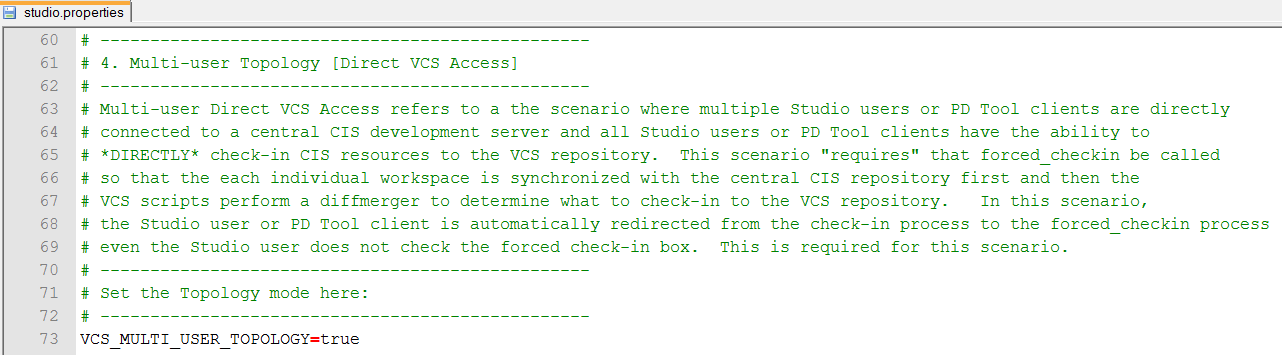 studio.properties
60 # -------------------------------------------------
61 # 4. Multi-user Topology [Direct VCS Access]
62 # -------------------------------------------------
63 # Multi-user Direct VCS Access refers to a the scenario where multiple Studio users or PD Tool clients are directly
64 # connected to a central CIS development server and all Studio users or PD Tool clients have the ability to
65 # *DIRECTLY* check-in CIS resources to the VCS repository.  This scenario "requires" that forced_checkin be called
66 # so that the each individual workspace is synchronized with the central CIS repository first and then the
67 # VCS scripts perform a diffmerger to determine what to check-in to the VCS repository.   In this scenario,
68 # the Studio user or PD Tool client is automatically redirected from the check-in process to the forced_checkin process
69 # even the Studio user does not check the forced check-in box.  This is required for this scenario.
70 # -------------------------------------------------
71 # Set the Topology mode here:
72 # -------------------------------------------------
73 VCS_MULTI_USER_TOPOLOGY=true